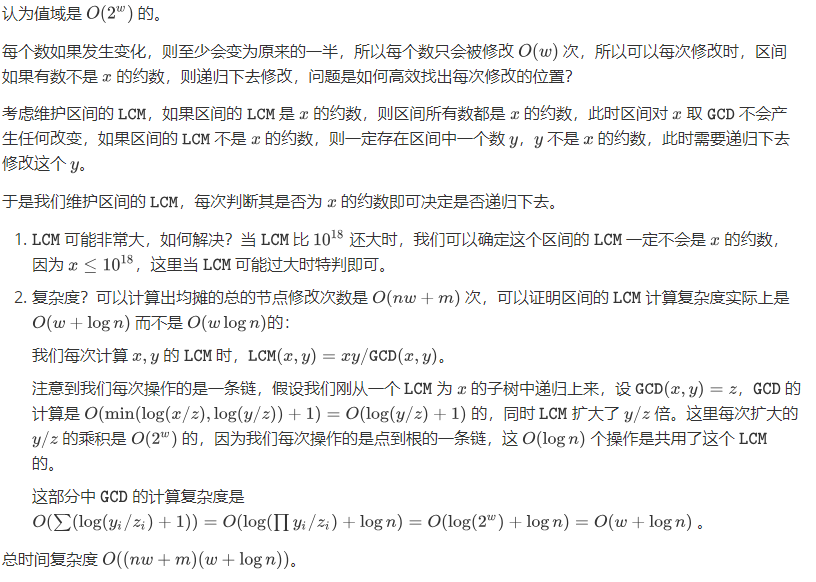 认为值域是 O(2^w) 的。
每个数如果发生变化，则至少会变为原来的一半，所以每个数只会被修改 O(w) 次，所以可以每次修改时，区间
如果有数不是 x 的约数，则递归下去修改，问题是如何高效找出每次修改的位置？
考虑维护区间的 LCM，如果区间的 LCM 是 x 的约数，则区间所有数都是 x 的约数，此时区间对 x 取 GCD 不会产
生任何改变，如果区间的 LCM 不是 x 的约数，则一定存在区间中一个数 y，y 不是 x 的约数，此时需要递归下去
修改这个 y。
于是我们维护区间的 LCM，每次判断其是否为 x 的约数即可决定是否递归下去。
1. LCM 可能非常大，如何解决？当 LCM 比 10^18 还大时，我们可以确定这个区间的 LCM 一定不会是 x 的约数，
因为 x ≤ 10^18，这里当 LCM 可能过大时特判即可。
2. 复杂度？可以计算出均摊的总的节点修改次数是 O(nw + m) 次，可以证明区间的 LCM 计算复杂度实际上是
O(w + log n) 而不是 O(w log n)的：
我们每次计算 x, y 的 LCM 时，LCM(x, y) = xy/GCD(x, y)。
注意到我们每次操作的是一条链，假设我们刚从一个 LCM 为 x 的子树中递归上来，设 GCD(x, y) = z，GCD 的
计算是 O(min(log(x/z), log(y/z)) + 1) = O(log(y/z) + 1) 的，同时 LCM 扩大了 y/z 倍。这里每次扩大的
y/z 的乘积是 O(2^w) 的，因为我们每次操作的是点到根的一条链，这 O(log n) 个操作是共用了这个 LCM
的。
这部分中 GCD 的计算复杂度是
O(∑(log(y_i/z_i) + 1)) = O(log(∏ y_i/z_i) + log n) = O(log(2^w) + log n) = O(w + log n) 。
总时间复杂度 O((nw + m)(w + log n))。